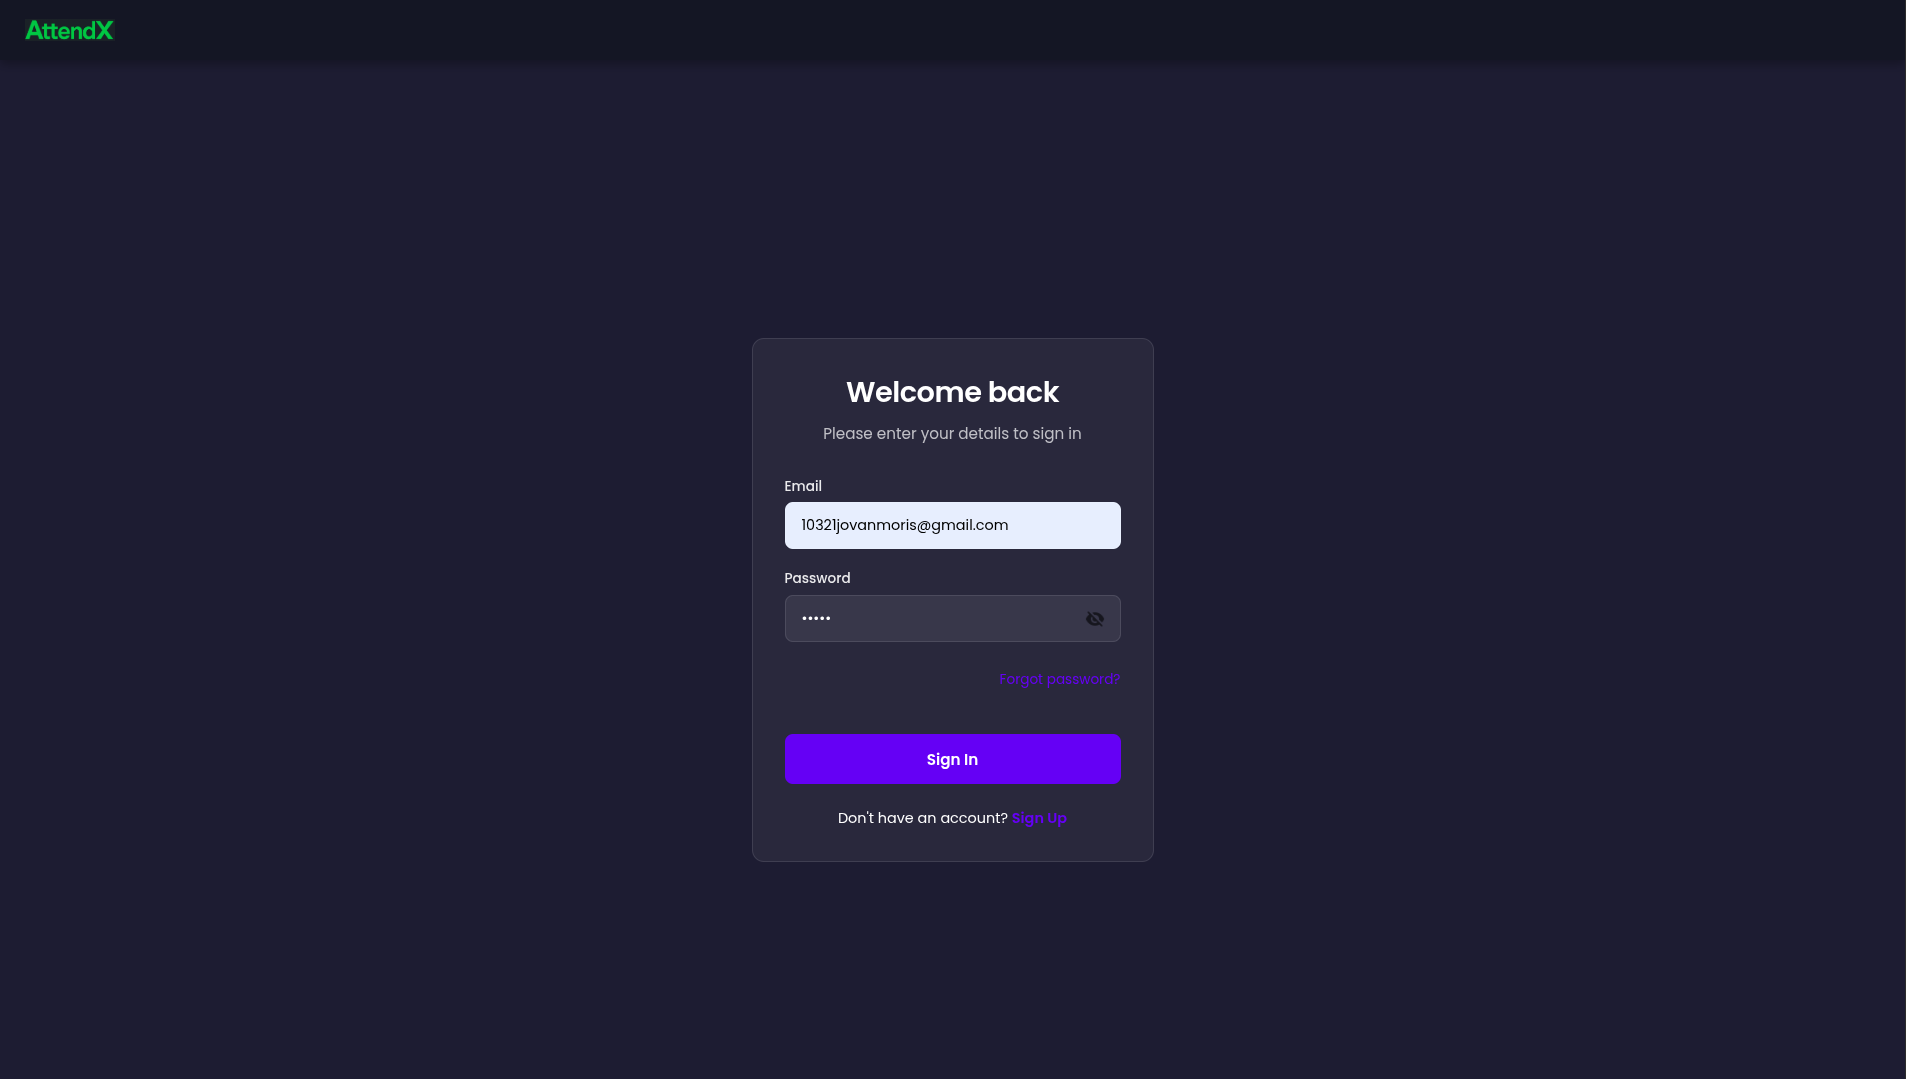 AttendX
Welcome back
Please enter your details to sign in
Email
10321jovanmoris@gmail.com
Password
•••••
Forgot password?
Sign In
Don't have an account? Sign Up